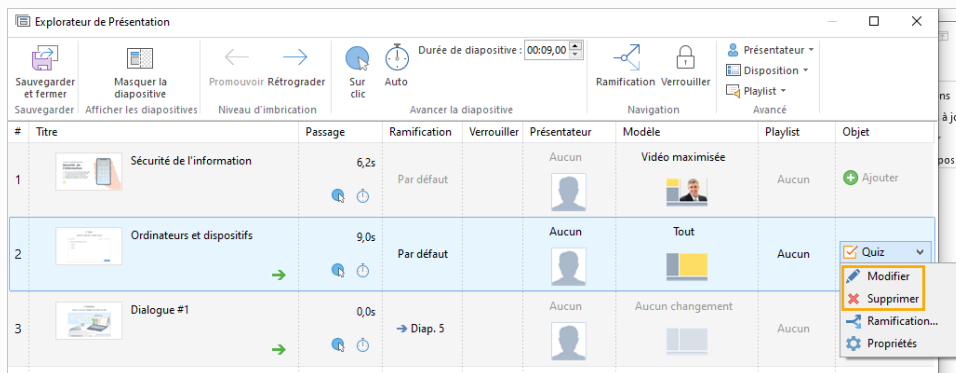 Explorateur de Présentation
Durée de diapositive : 00:09,00
Sauvegarder et fermer
Masquer la diapositive
Promouvoir Rétrograder
Sur clic
Auto
Ramification Verrouiller
Présentateur
Disposition
Playlist
Sauvegarder Afficher les diapositives Niveau d'imbrication Avancer la diapositive Navigation Avancé
# Titre Passage Ramification Verrouiller Présentateur Modèle Playlist Objet
1 Sécurité de l'information 6,2s Par défaut Aucun Vidéo maximisée Aucun Ajouter
2 Ordinateurs et dispositifs 9,0s Par défaut Aucun Tout Aucun Quiz
Modifier
Supprimer
Ramification...
Propriétés
3 Dialogue #1 0,0s Diap. 5 Aucun Aucun changement Aucun
ns
à jo
pos